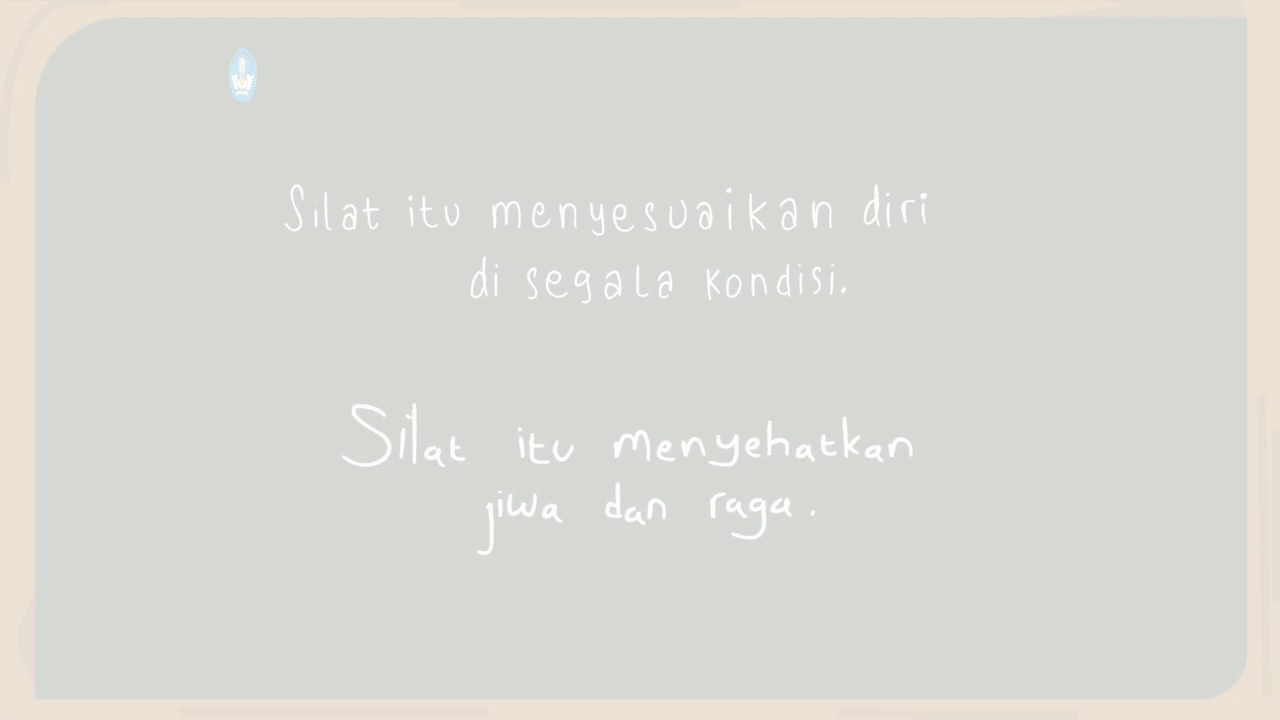 Silat itu menyesuaikan diri
di segala kondisi.
Silat itu menyehatkan
jiwa dan raga.